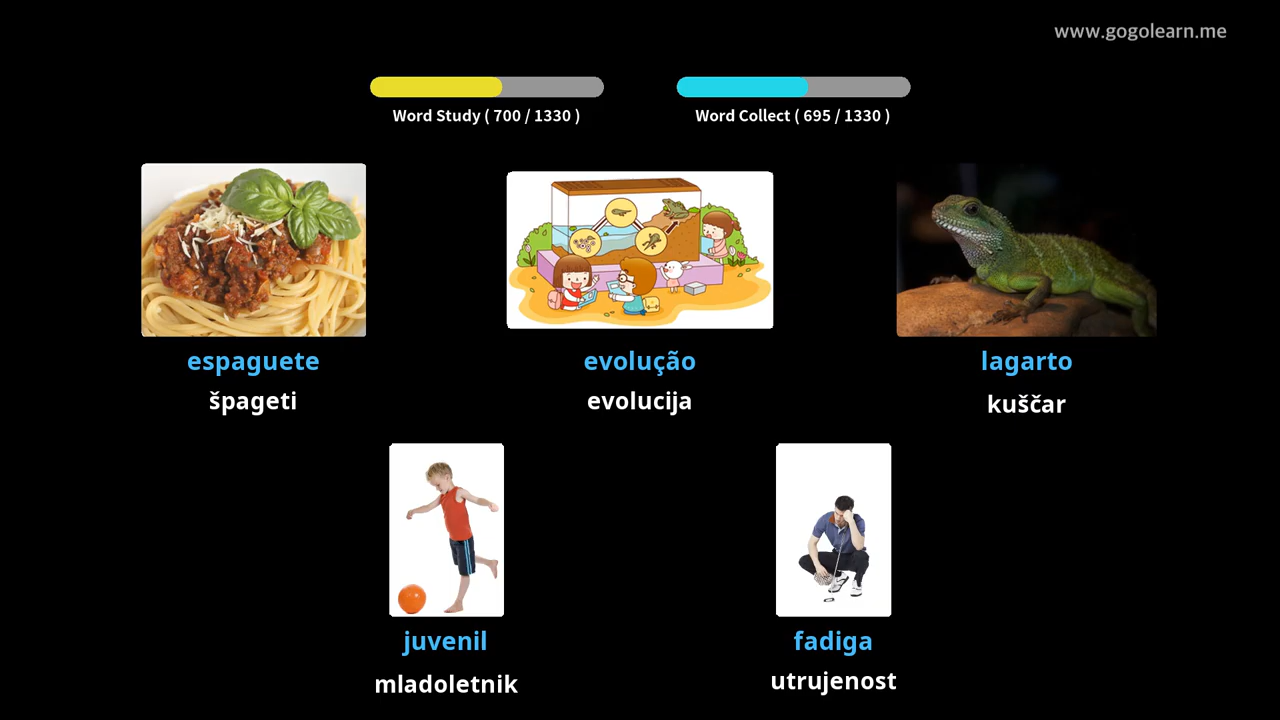 www.gogolearn.me
Word Study ( 700 / 1330 )
Word Collect ( 695 / 1330 )
espaguete
špageti
evolução
evolucija
lagarto
kuščar
juvenil
mladoletnik
fadiga
utrujenost